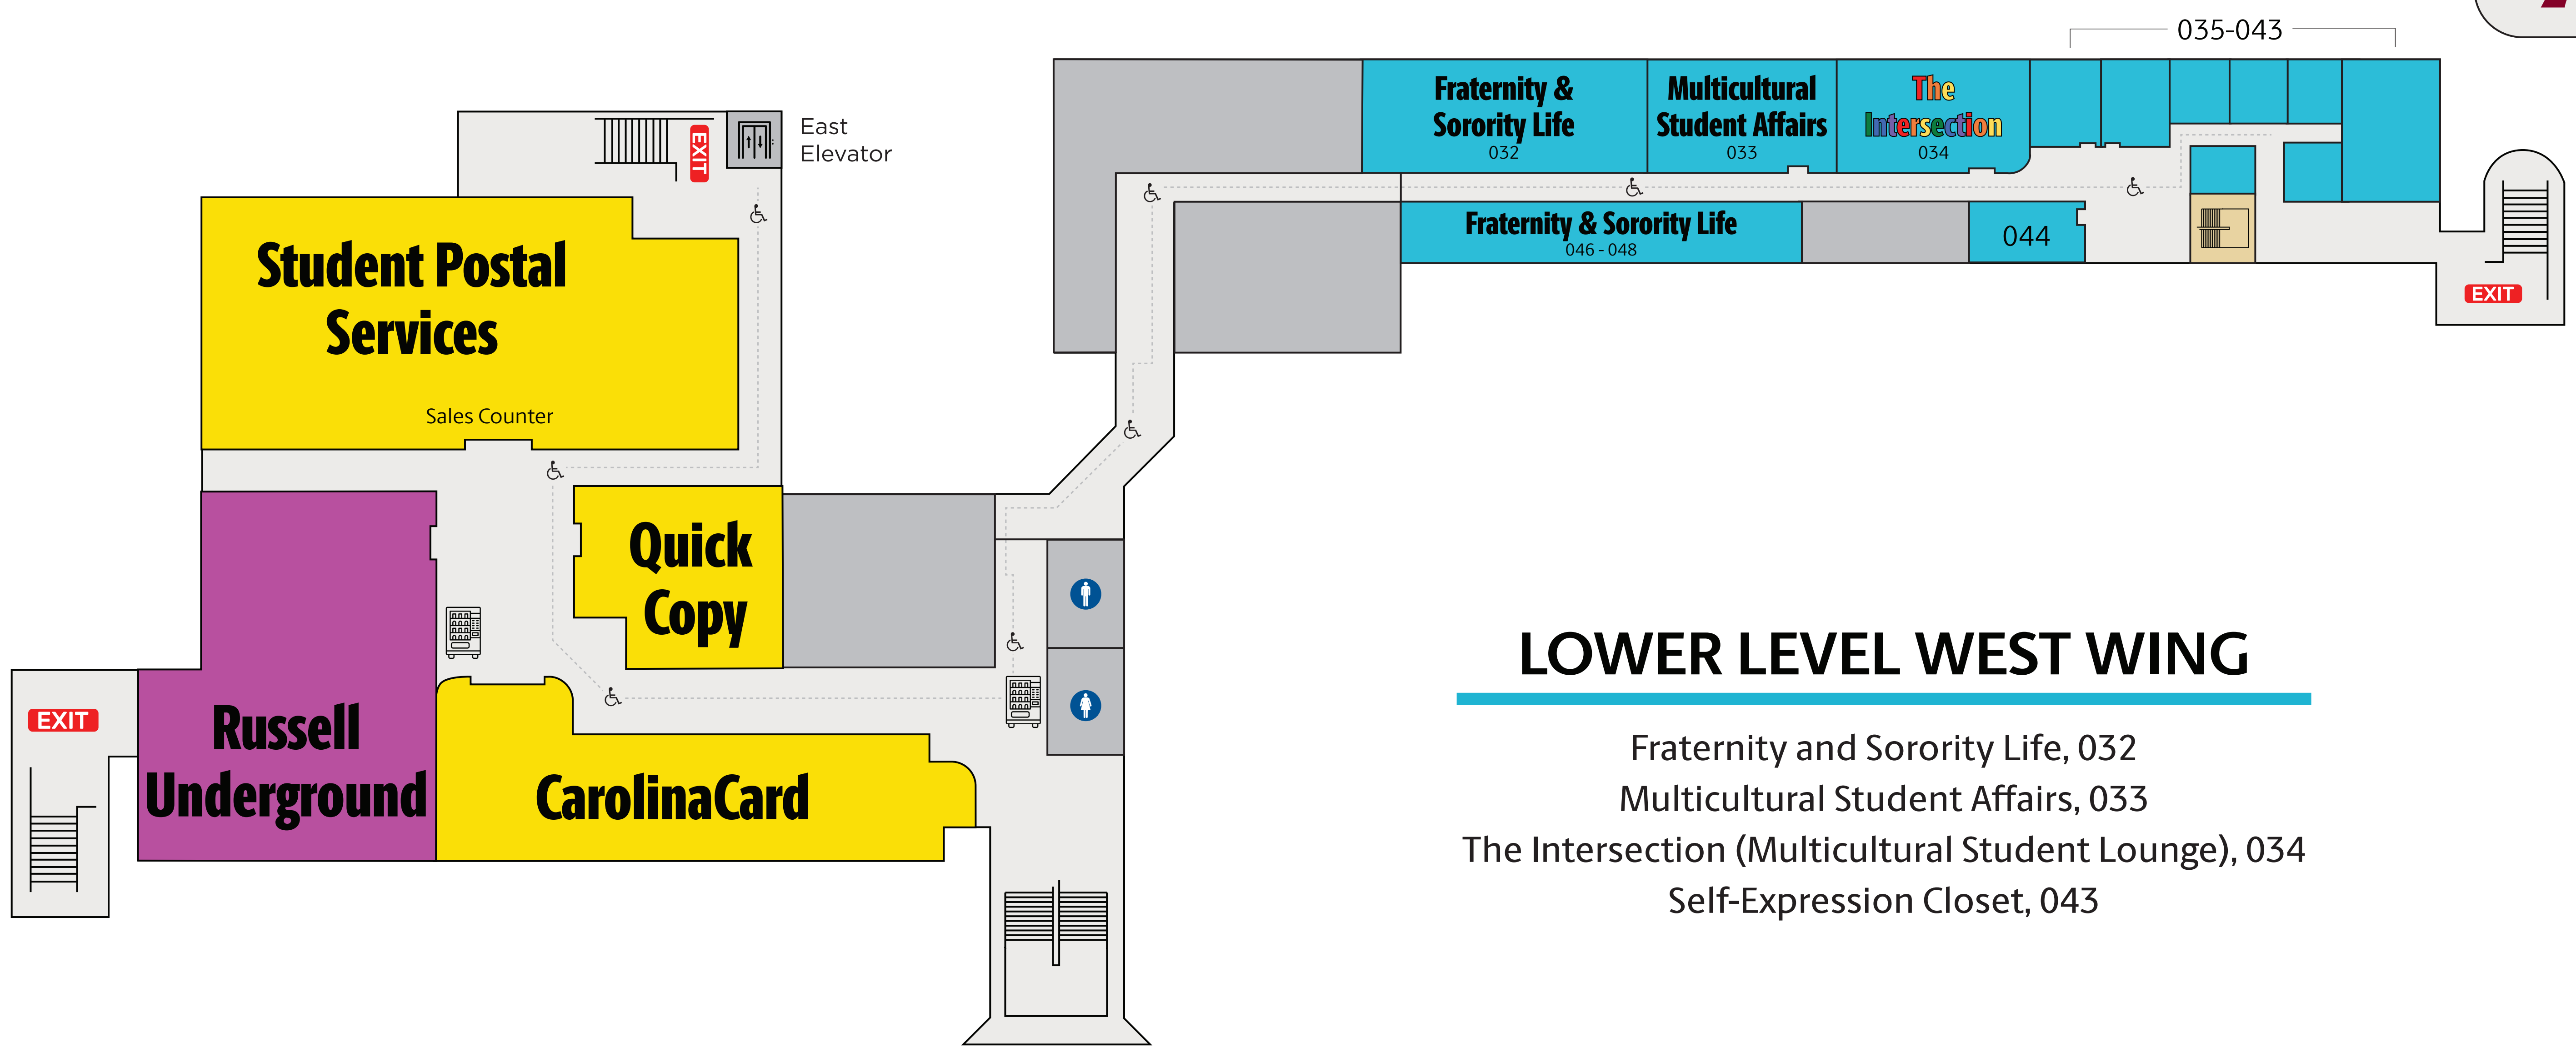 035-043
Fraternity &
Sorority Life
032
Multicultural
Student Affairs
033
The
Intersection
034
EXIT
East
Elevator
Student Postal
Services
Sales Counter
Fraternity & Sorority Life
046 - 048
044
EXIT
Quick
Copy
EXIT
Russell
Underground
CarolinaCard
LOWER LEVEL WEST WING
Fraternity and Sorority Life, 032
Multicultural Student Affairs, 033
The Intersection (Multicultural Student Lounge), 034
Self-Expression Closet, 043